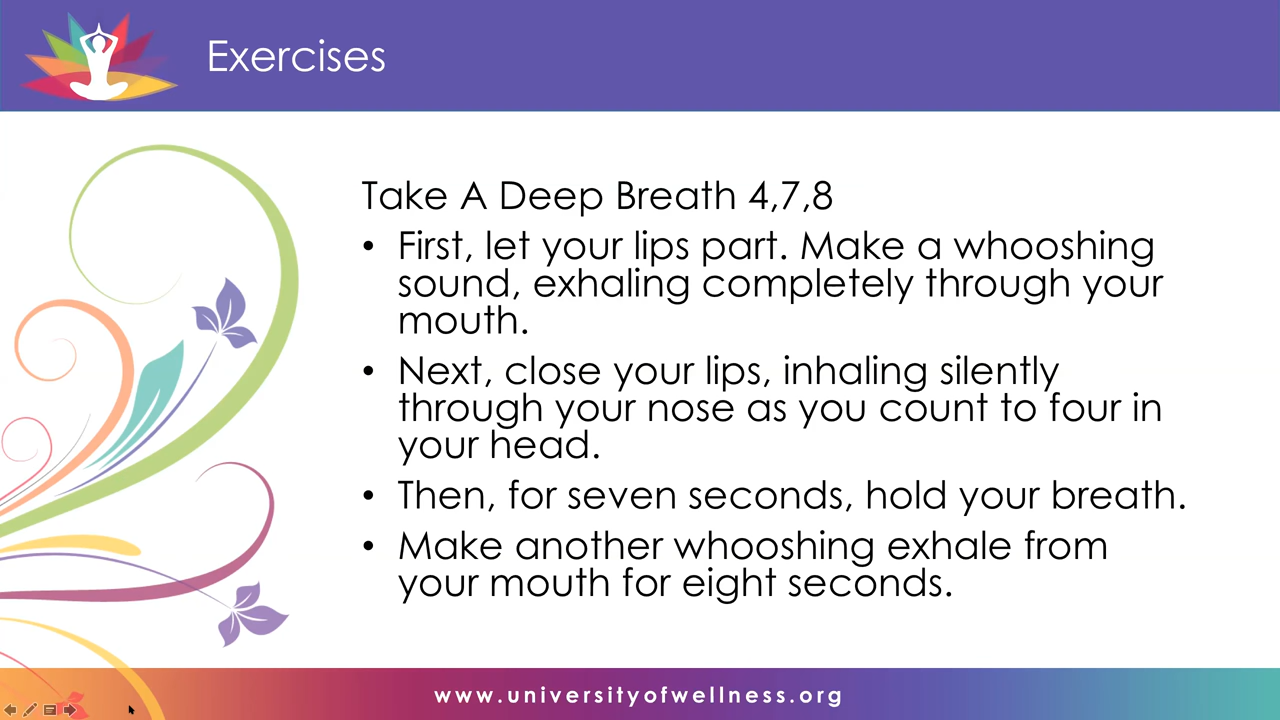 Exercises
Take A Deep Breath 4,7,8
• First, let your lips part. Make a whooshing
sound, exhaling completely through your
mouth.
• Next, close your lips, inhaling silently
through your nose as you count to four in
your head.
• Then, for seven seconds, hold your breath.
• Make another whooshing exhale from
your mouth for eight seconds.
www.universityofwellness.org